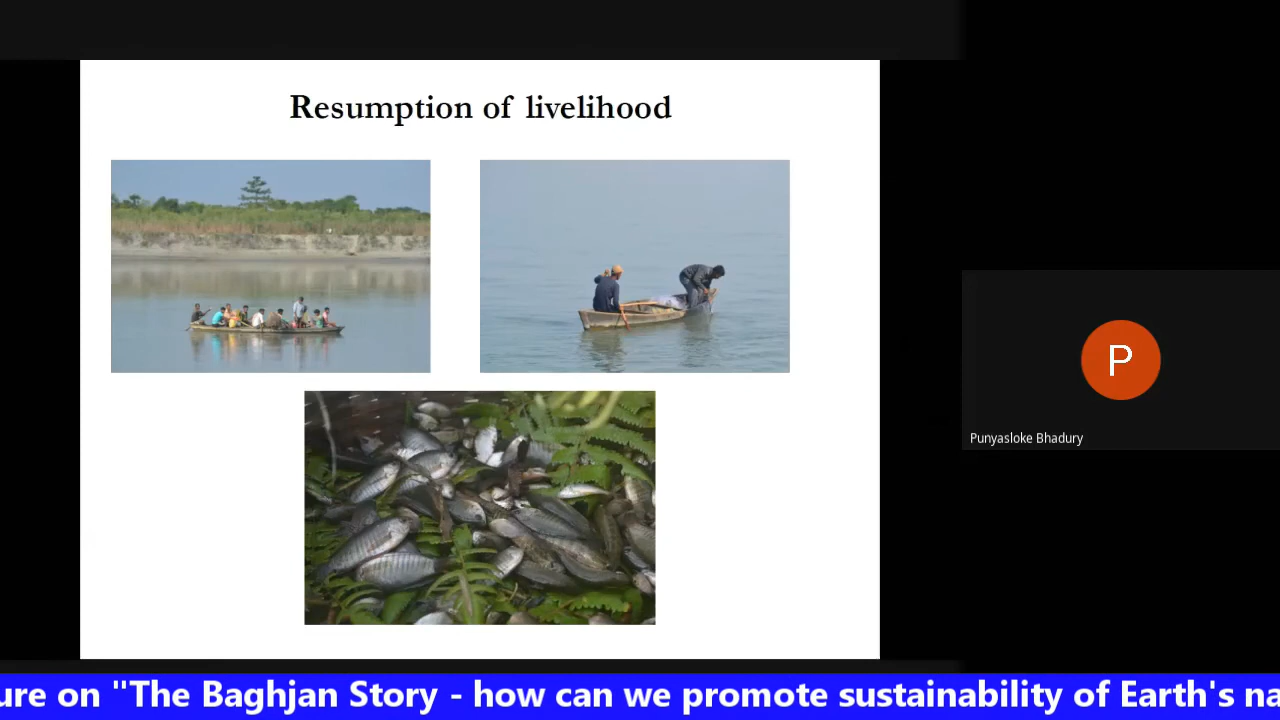 Resumption of livelihood
P
Punyasloke Bhadury
ure on "The Baghjan Story - how can we promote sustainability of Earth's na